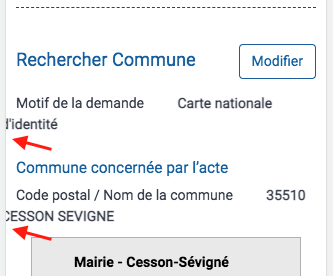 Rechercher Commune Modifier
Motif de la demande Carte nationale
d'identité
Commune concernée par l’acte
Code postal / Nom de la commune 35510
CESSON SEVIGNE
Mairie - Cesson-Sévigné